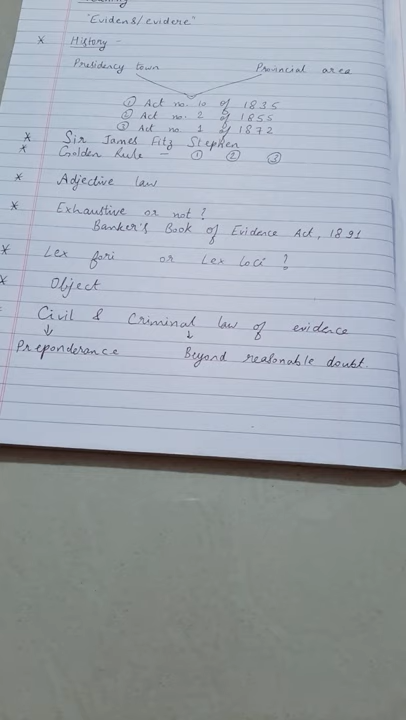 "Evidens/evidere"
* History -
Presidency town Provincial area
① Act no. 10 of 1835
② Act no. 2 of 1855
③ Act no. 1 of 1872
* Sir James Fitz Stephen
* Golden Rule - ① ② ③
* Adjective law
* Exhaustive or not ?
Banker's Book of Evidence Act, 1891
* Lex fori or Lex loci ?
* Object
Civil & Criminal law of evidence
↓ ↓
Preponderance Beyond reasonable doubt.